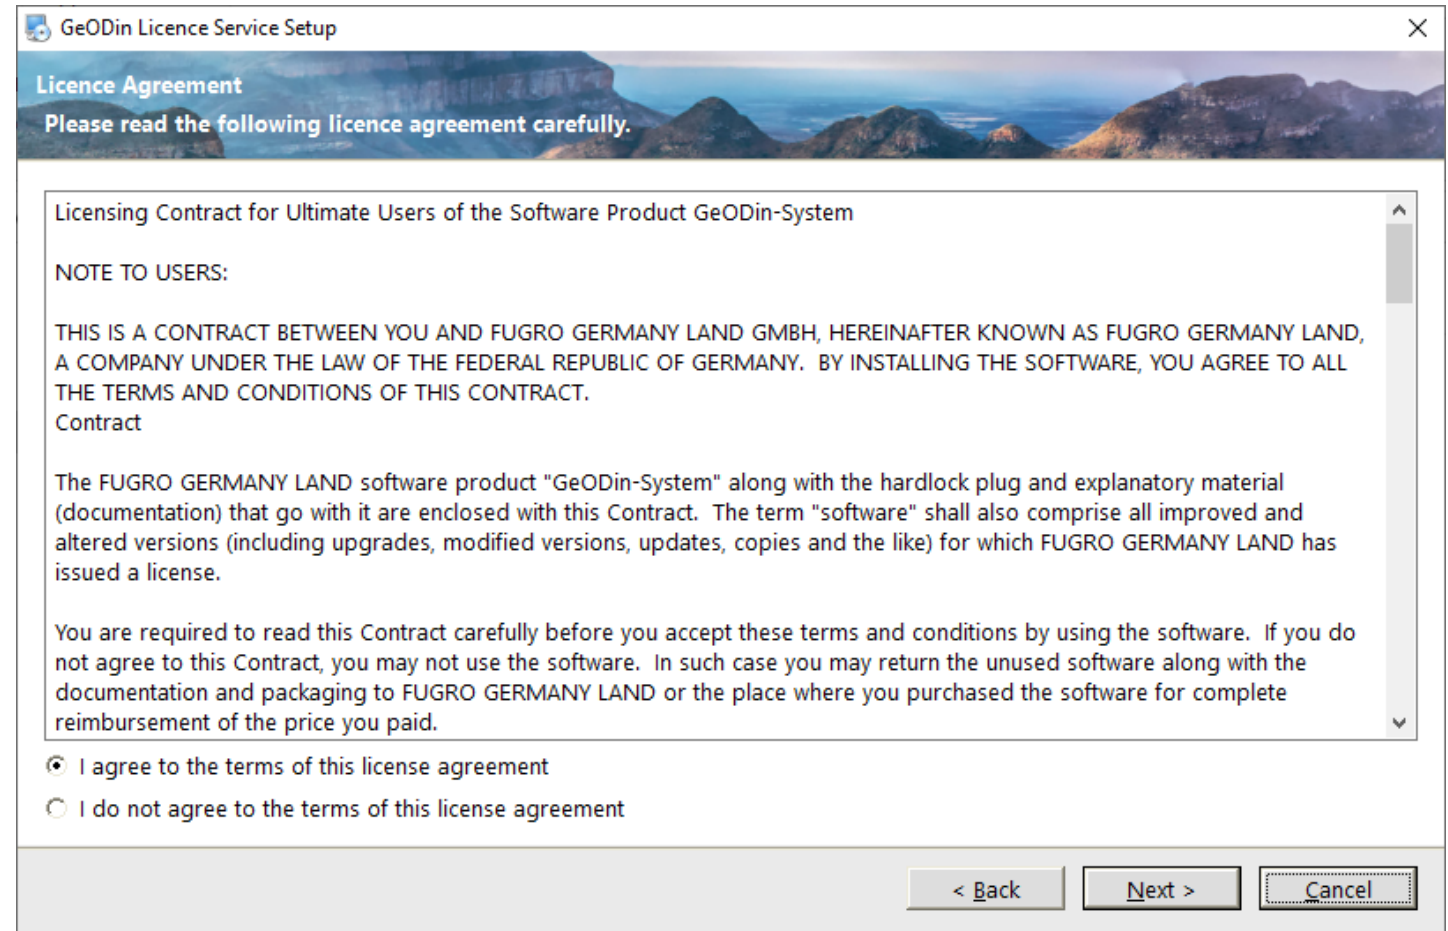 GeODin Licence Service Setup
Licence Agreement
Please read the following licence agreement carefully.
Licensing Contract for Ultimate Users of the Software Product GeODin-System
NOTE TO USERS:
THIS IS A CONTRACT BETWEEN YOU AND FUGRO GERMANY LAND GMBH, HEREINAFTER KNOWN AS FUGRO GERMANY LAND,
A COMPANY UNDER THE LAW OF THE FEDERAL REPUBLIC OF GERMANY.  BY INSTALLING THE SOFTWARE, YOU AGREE TO ALL
THE TERMS AND CONDITIONS OF THIS CONTRACT.
Contract
The FUGRO GERMANY LAND software product "GeODin-System" along with the hardlock plug and explanatory material
(documentation) that go with it are enclosed with this Contract.  The term "software" shall also comprise all improved and
altered versions (including upgrades, modified versions, updates, copies and the like) for which FUGRO GERMANY LAND has
issued a license.
You are required to read this Contract carefully before you accept these terms and conditions by using the software.  If you do
not agree to this Contract, you may not use the software.  In such case you may return the unused software along with the
documentation and packaging to FUGRO GERMANY LAND or the place where you purchased the software for complete
reimbursement of the price you paid.
I agree to the terms of this license agreement
I do not agree to the terms of this license agreement
< Back
Next >
Cancel